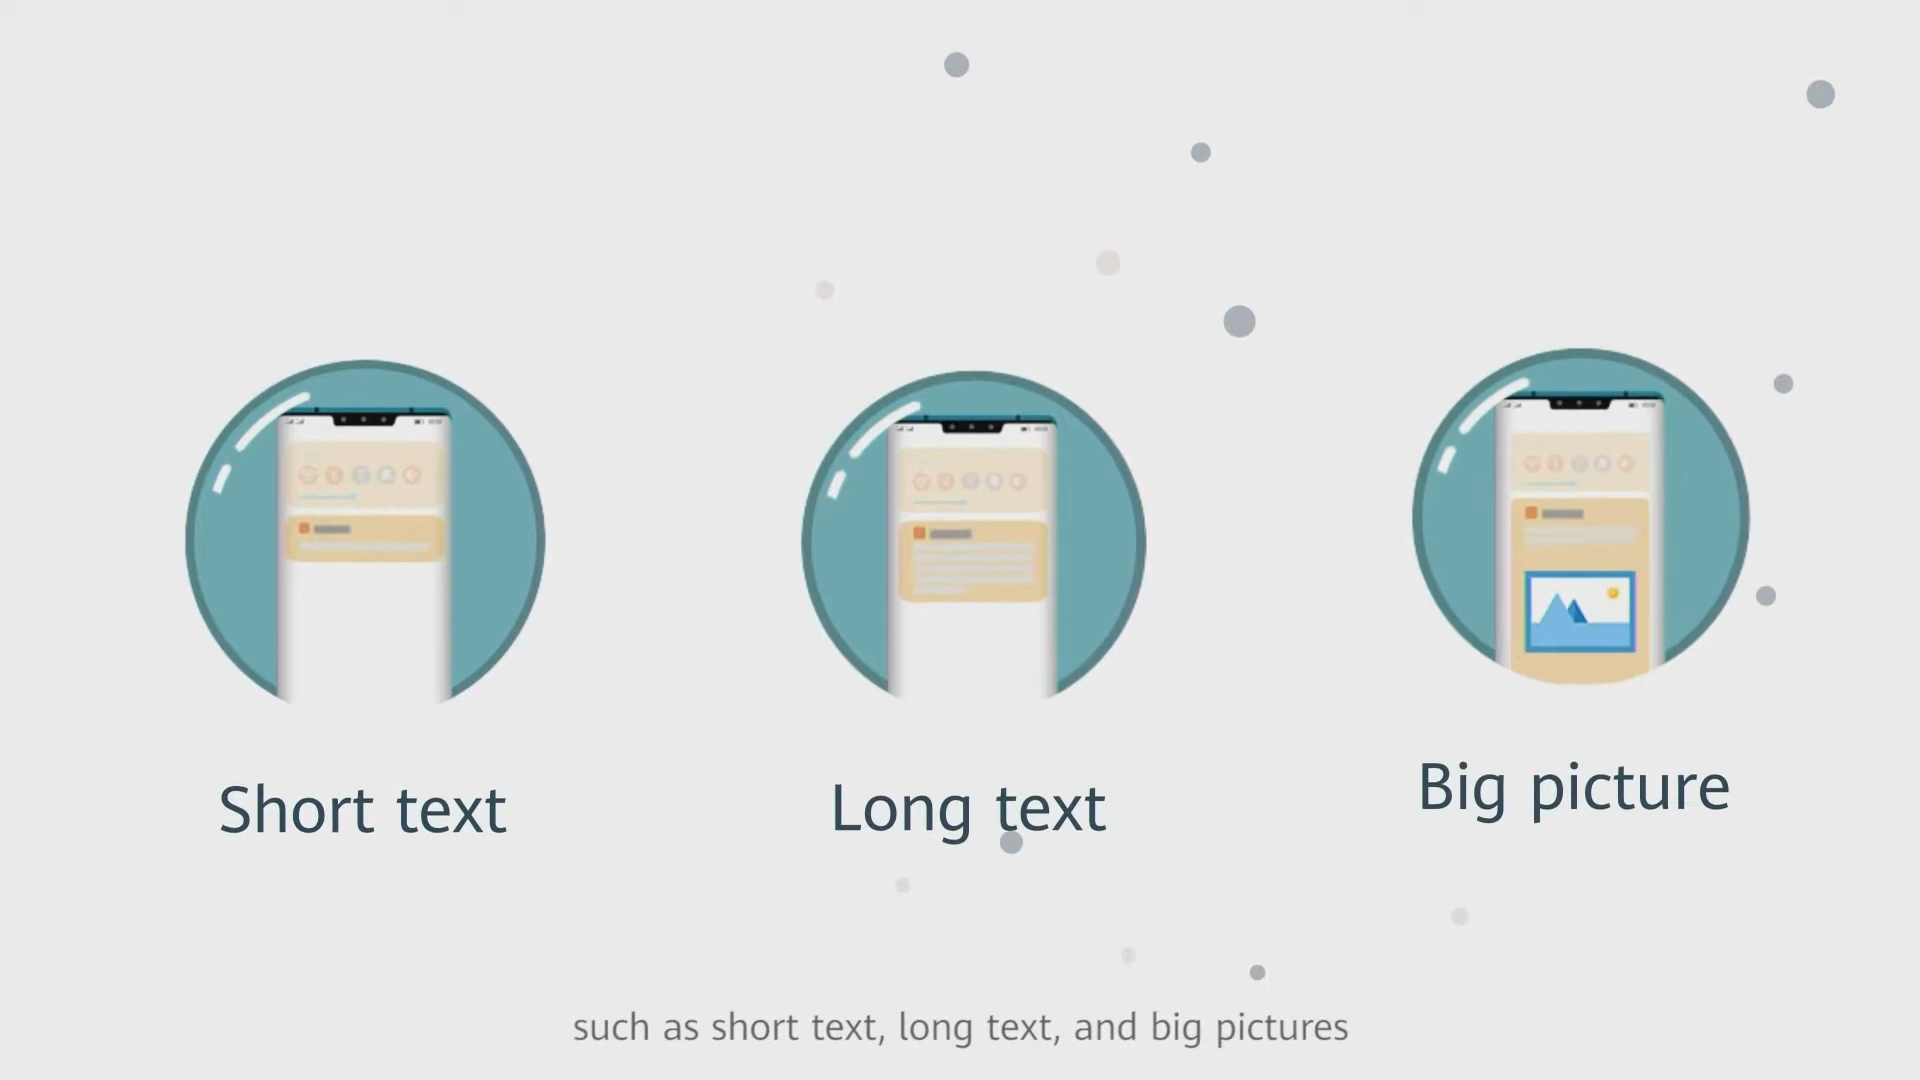 Short text
Long text
Big picture
such as short text, long text, and big pictures